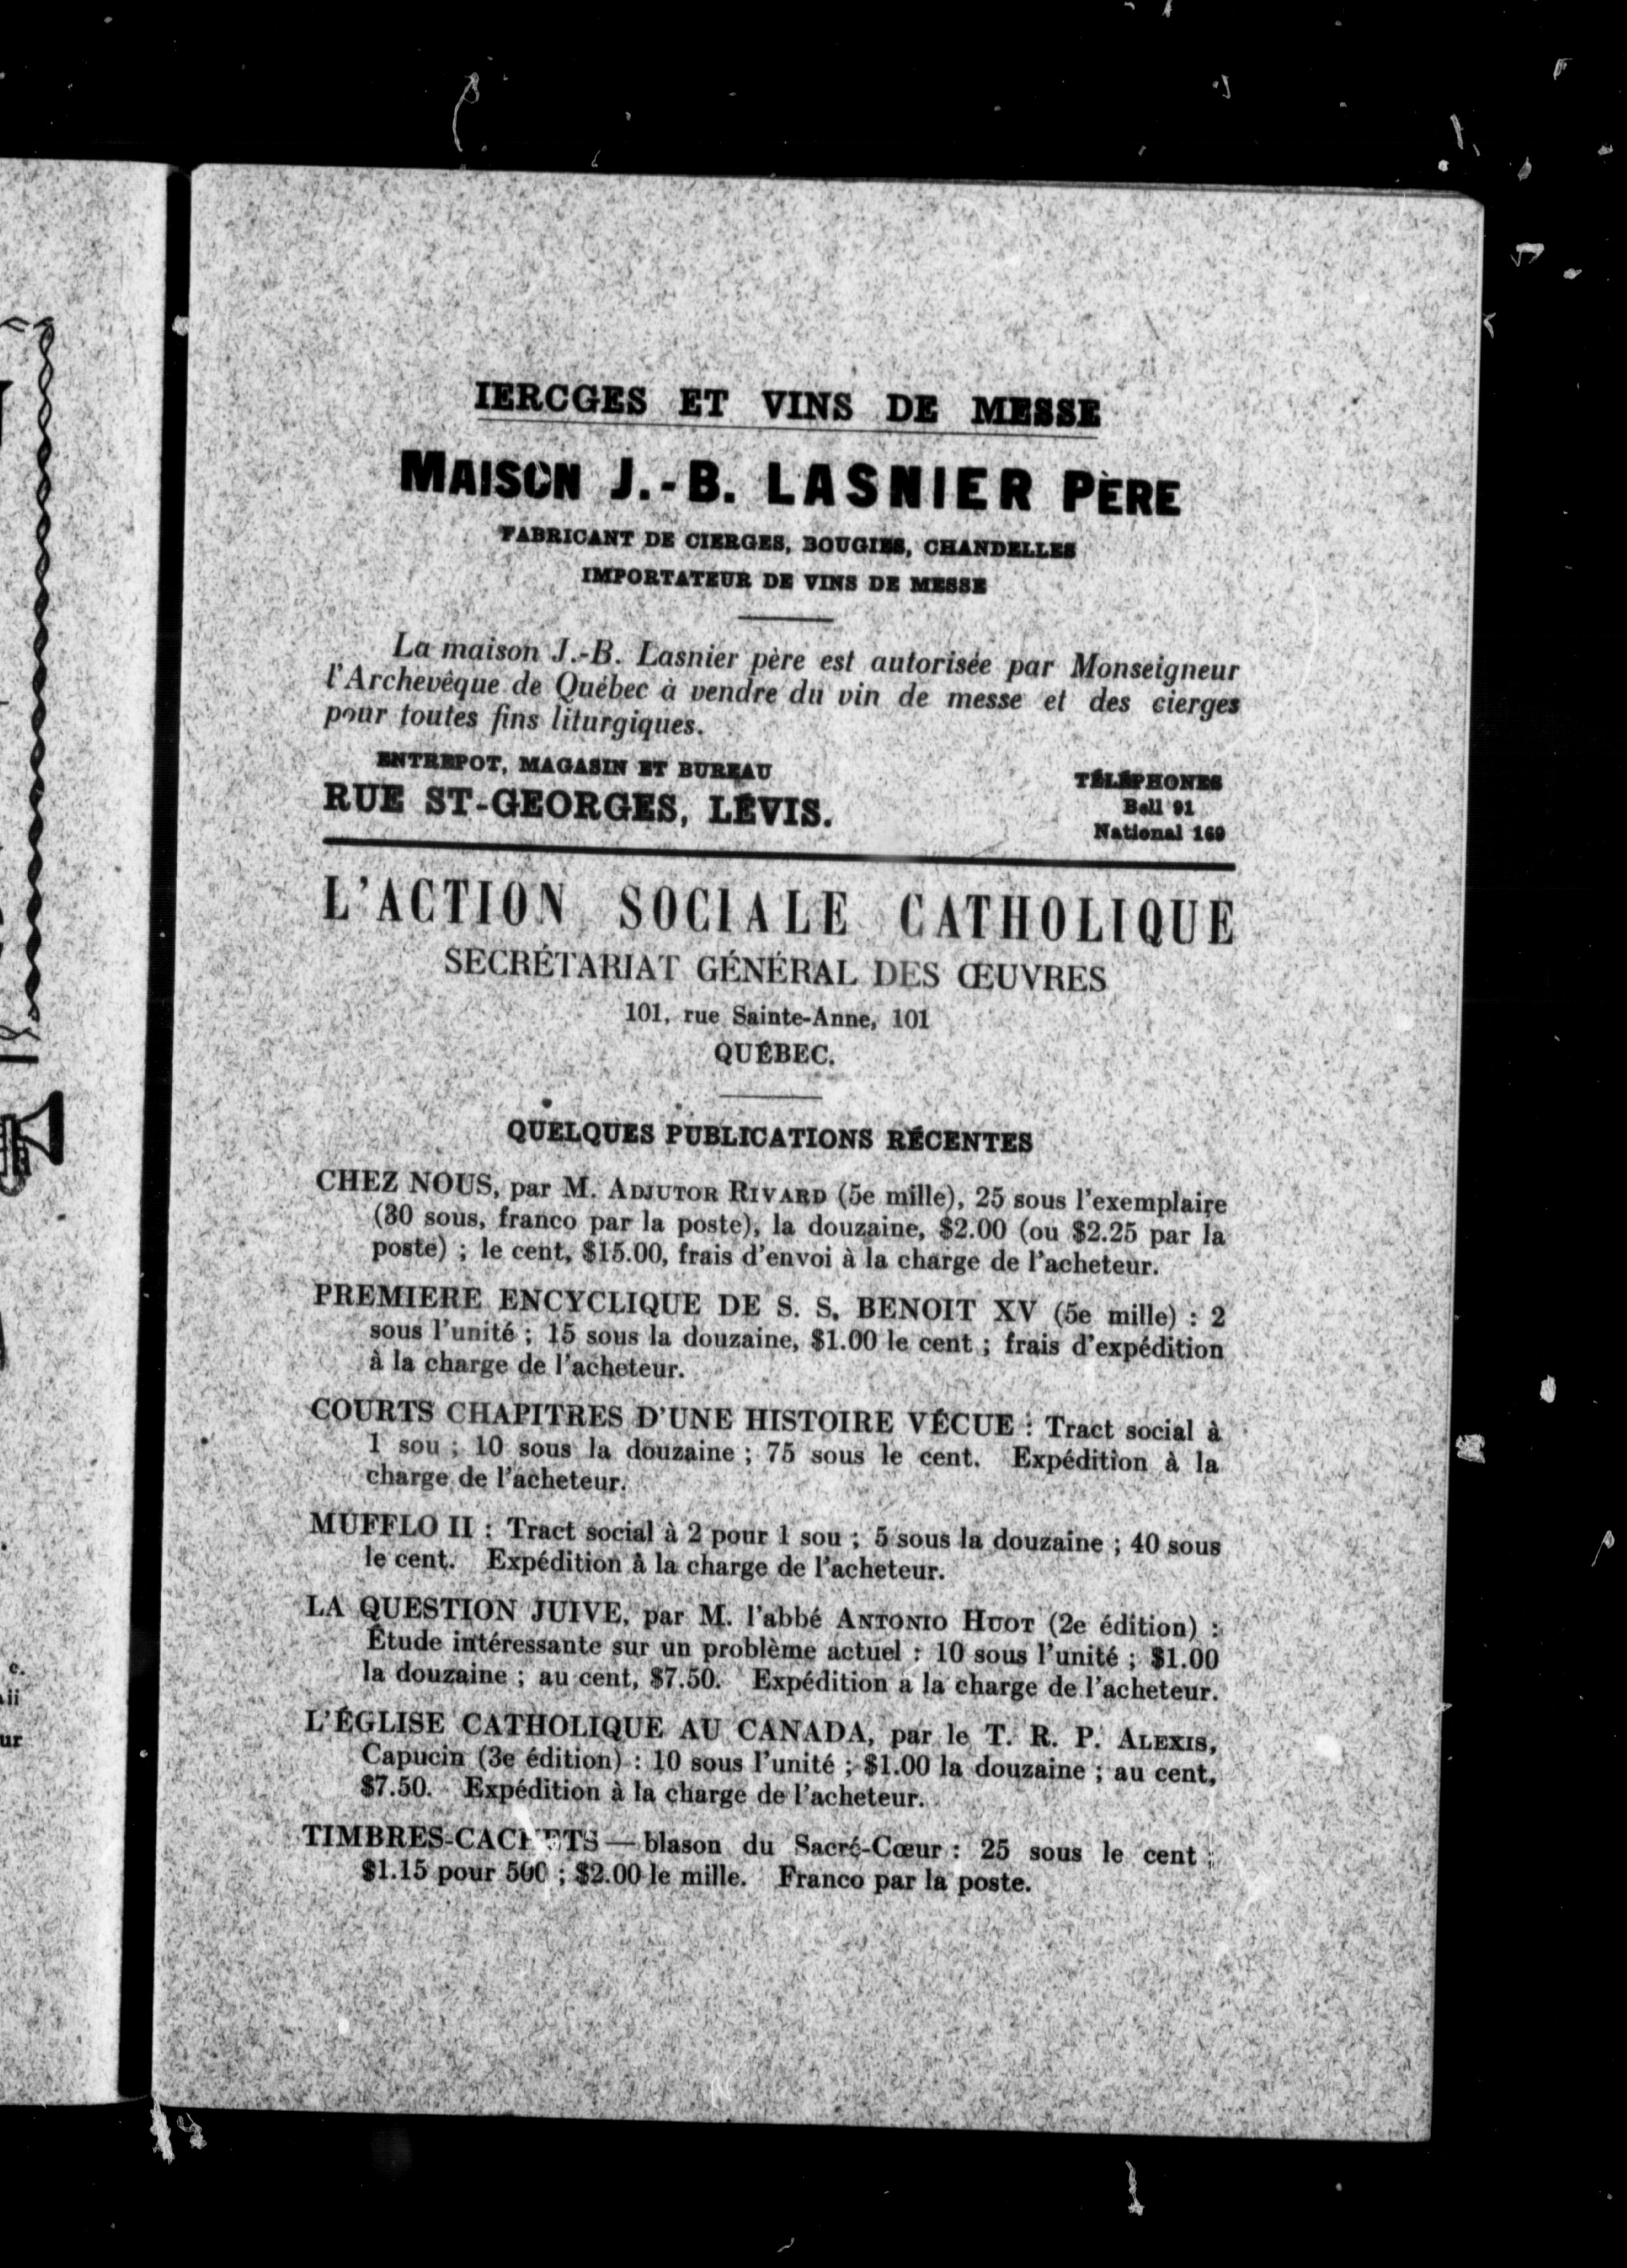 IERCGES ET VINS DE MESSE
MAISON J.-B. LASNIER PÈRE
FABRICANT DE CIERGES, BOUGIES, CHANDELLES
IMPORTATEUR DE VINS DE MESSE
La maison J.-B. Lasnier père est autorisée par Monseigneur
l'Archevêque de Québec à vendre du vin de messe et des cierges
pour toutes fins liturgiques.
ENTREPOT, MAGASIN ET BUREAU
RUE ST-GEORGES, LÉVIS.
TÉLÉPHONES
Bell 91
National 169
L'ACTION SOCIALE CATHOLIQUE
SECRÉTARIAT GÉNÉRAL DES ŒUVRES
101, rue Sainte-Anne, 101
QUÉBEC.
QUELQUES PUBLICATIONS RÉCENTES
CHEZ NOUS, par M. ADJUTOR RIVARD (5e mille), 25 sous l'exemplaire
(30 sous, franco par la poste), la douzaine, $2.00 (ou $2.25 par la
poste) ; le cent, $15.00, frais d'envoi à la charge de l'acheteur.
PREMIERE ENCYCLIQUE DE S. S. BENOIT XV (5e mille) : 2
sous l'unité ; 15 sous la douzaine, $1.00 le cent ; frais d'expédition
à la charge de l'acheteur.
COURTS CHAPITRES D'UNE HISTOIRE VÉCUE : Tract social à
1 sou ; 10 sous la douzaine ; 75 sous le cent. Expédition à la
charge de l'acheteur.
MUFFLO II : Tract social à 2 pour 1 sou ; 5 sous la douzaine ; 40 sous
le cent. Expédition à la charge de l'acheteur.
LA QUESTION JUIVE, par M. l'abbé ANTONIO HUOT (2e édition) :
Étude intéressante sur un problème actuel : 10 sous l'unité ; $1.00
la douzaine ; au cent, $7.50. Expédition a la charge de l'acheteur.
L'ÉGLISE CATHOLIQUE AU CANADA, par le T. R. P. ALEXIS,
Capucin (3e édition) : 10 sous l'unité ; $1.00 la douzaine ; au cent,
$7.50. Expédition à la charge de l'acheteur.
TIMBRES-CACHETS — blason du Sacré-Cœur : 25 sous le cent ;
$1.15 pour 500 ; $2.00 le mille. Franco par la poste.